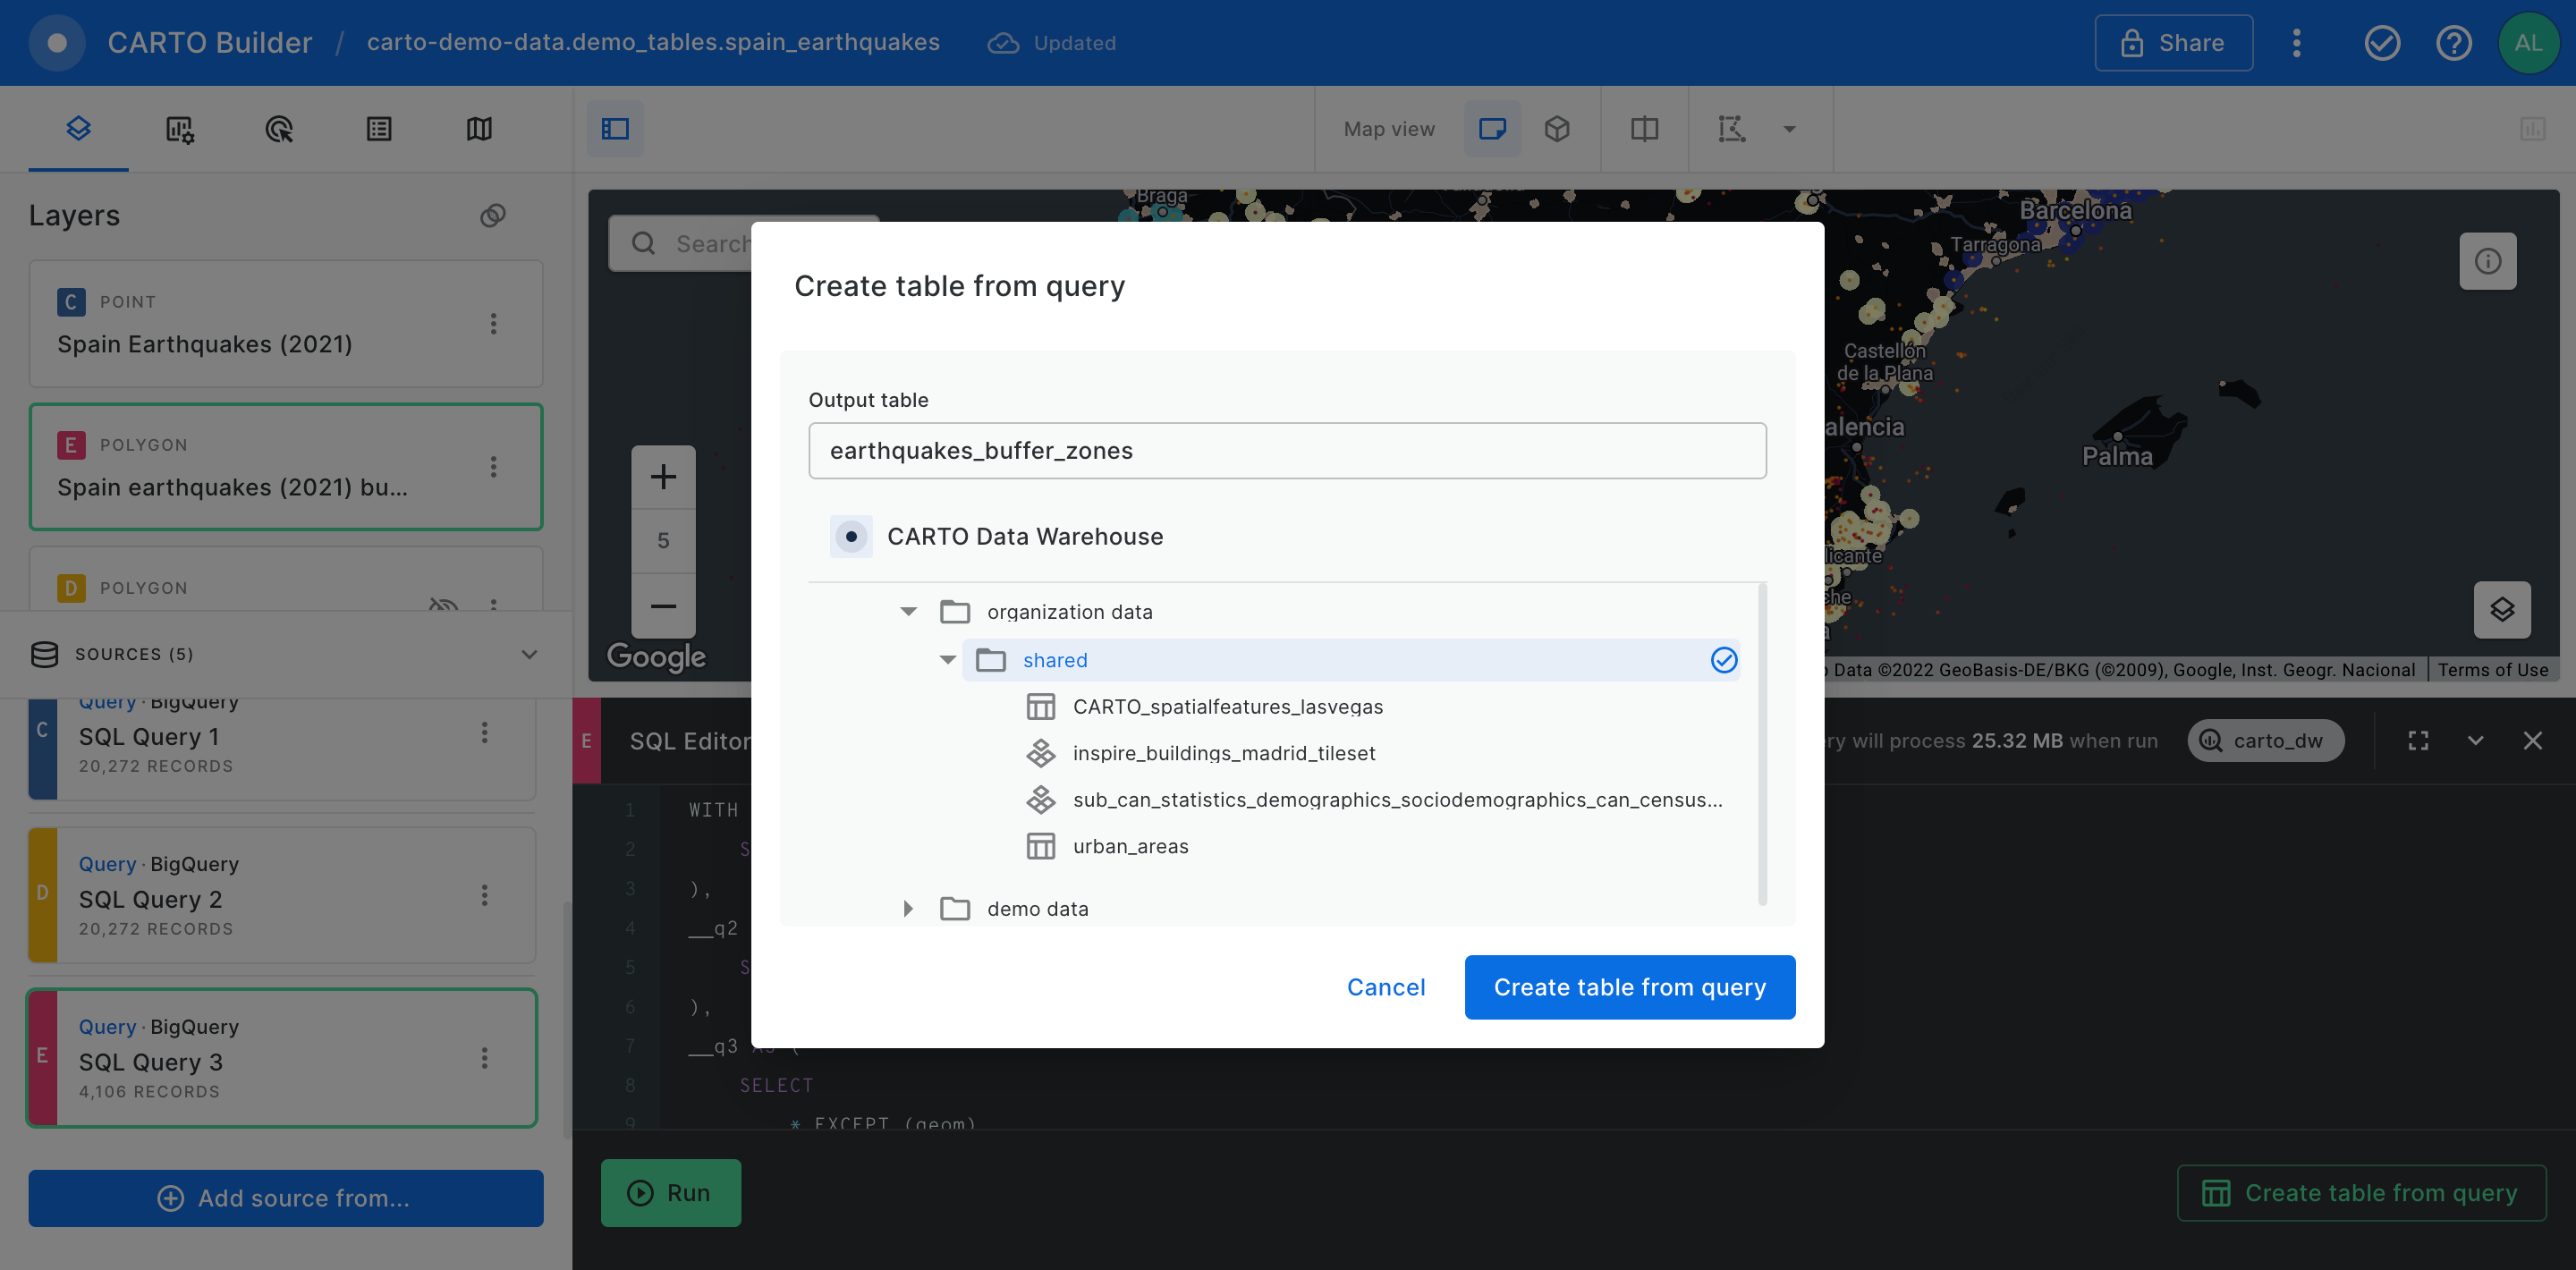 CARTO Builder / carto-demo-data.demo_tables.spain_earthquakes Updated
Share
AL
Map view
Layers
C POINT
Spain Earthquakes (2021)
E POLYGON
Spain earthquakes (2021) bu...
D POLYGON
SOURCES (5)
Query · BigQuery
C
SQL Query 1
20,272 RECORDS
Query · BigQuery
D
SQL Query 2
20,272 RECORDS
Query · BigQuery
E
SQL Query 3
4,106 RECORDS
Add source from...
Search
Braga
Barcelona
Tarragona
Castellón
de la Plana
alencia
Palma
licante
che
5
Google
Data ©2022 GeoBasis-DE/BKG (©2009), Google, Inst. Geogr. Nacional
Terms of Use
Create table from query
Output table
earthquakes_buffer_zones
CARTO Data Warehouse
organization data
shared
CARTO_spatialfeatures_lasvegas
inspire_buildings_madrid_tileset
sub_can_statistics_demographics_sociodemographics_can_census...
urban_areas
demo data
Cancel
Create table from query
E
SQL Editor
ry will process 25.32 MB when run
carto_dw
1 WITH
2 S
3 ),
4 __q2
5 S
6 ),
7 __q3 AS (
8 SELECT
9 * EXCEPT (geom)
Run
Create table from query